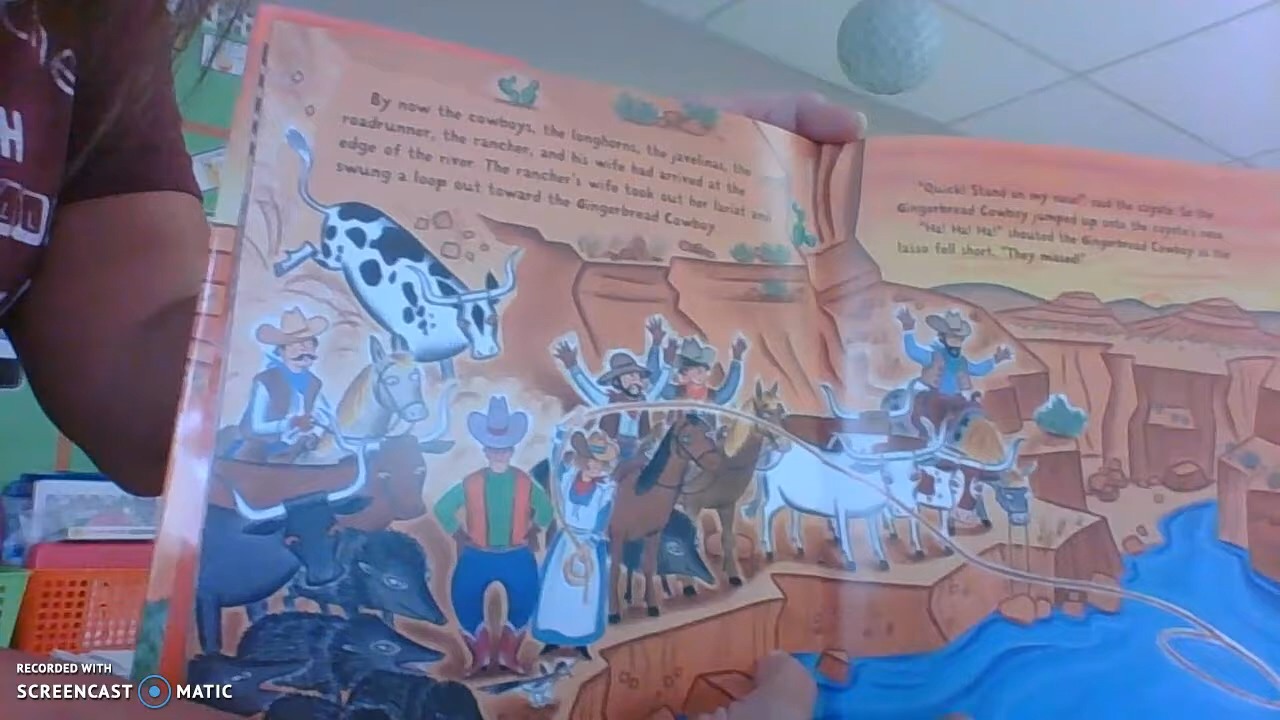 By now the cowboys, the longhorns, the javelinas, the
roadrunner, the rancher, and his wife had arrived at the
edge of the river. The rancher's wife took out her lariat and
swung a loop out toward the Gingerbread Cowboy.
"Quick! Stand on my nose!" said the coyote. So the
Gingerbread Cowboy jumped up onto the coyote's nose.
"Ha! Ha! Ha!" shouted the Gingerbread Cowboy as the
lasso fell short. "They missed!"
H
RECORDED WITH
SCREENCAST MATIC